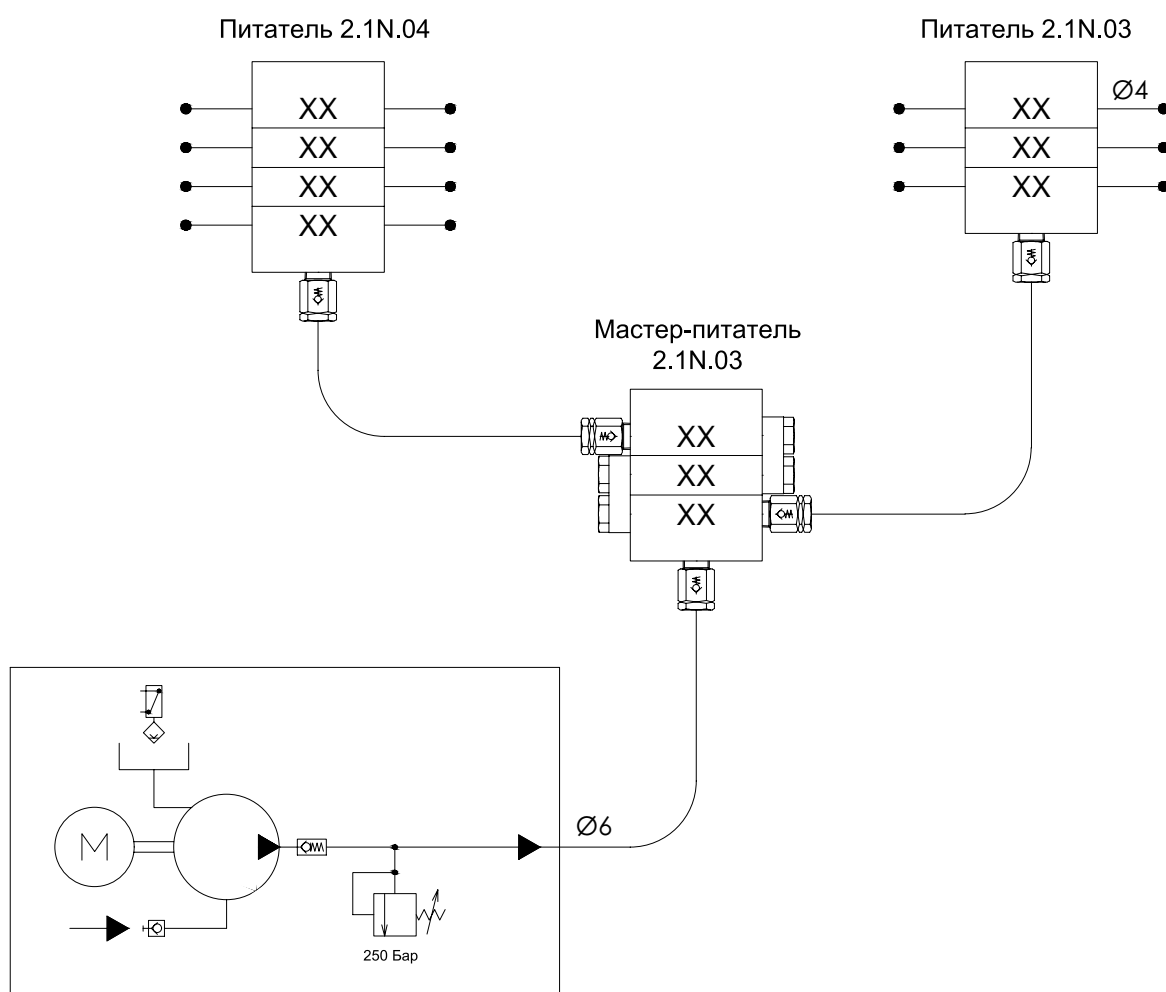 Питатель 2.1N.04
Питатель 2.1N.03
XX
XX
XX
XX
XX
XX
XX
Ø4
Мастер-питатель
2.1N.03
XX
XX
XX
Ø6
M
250 Бар